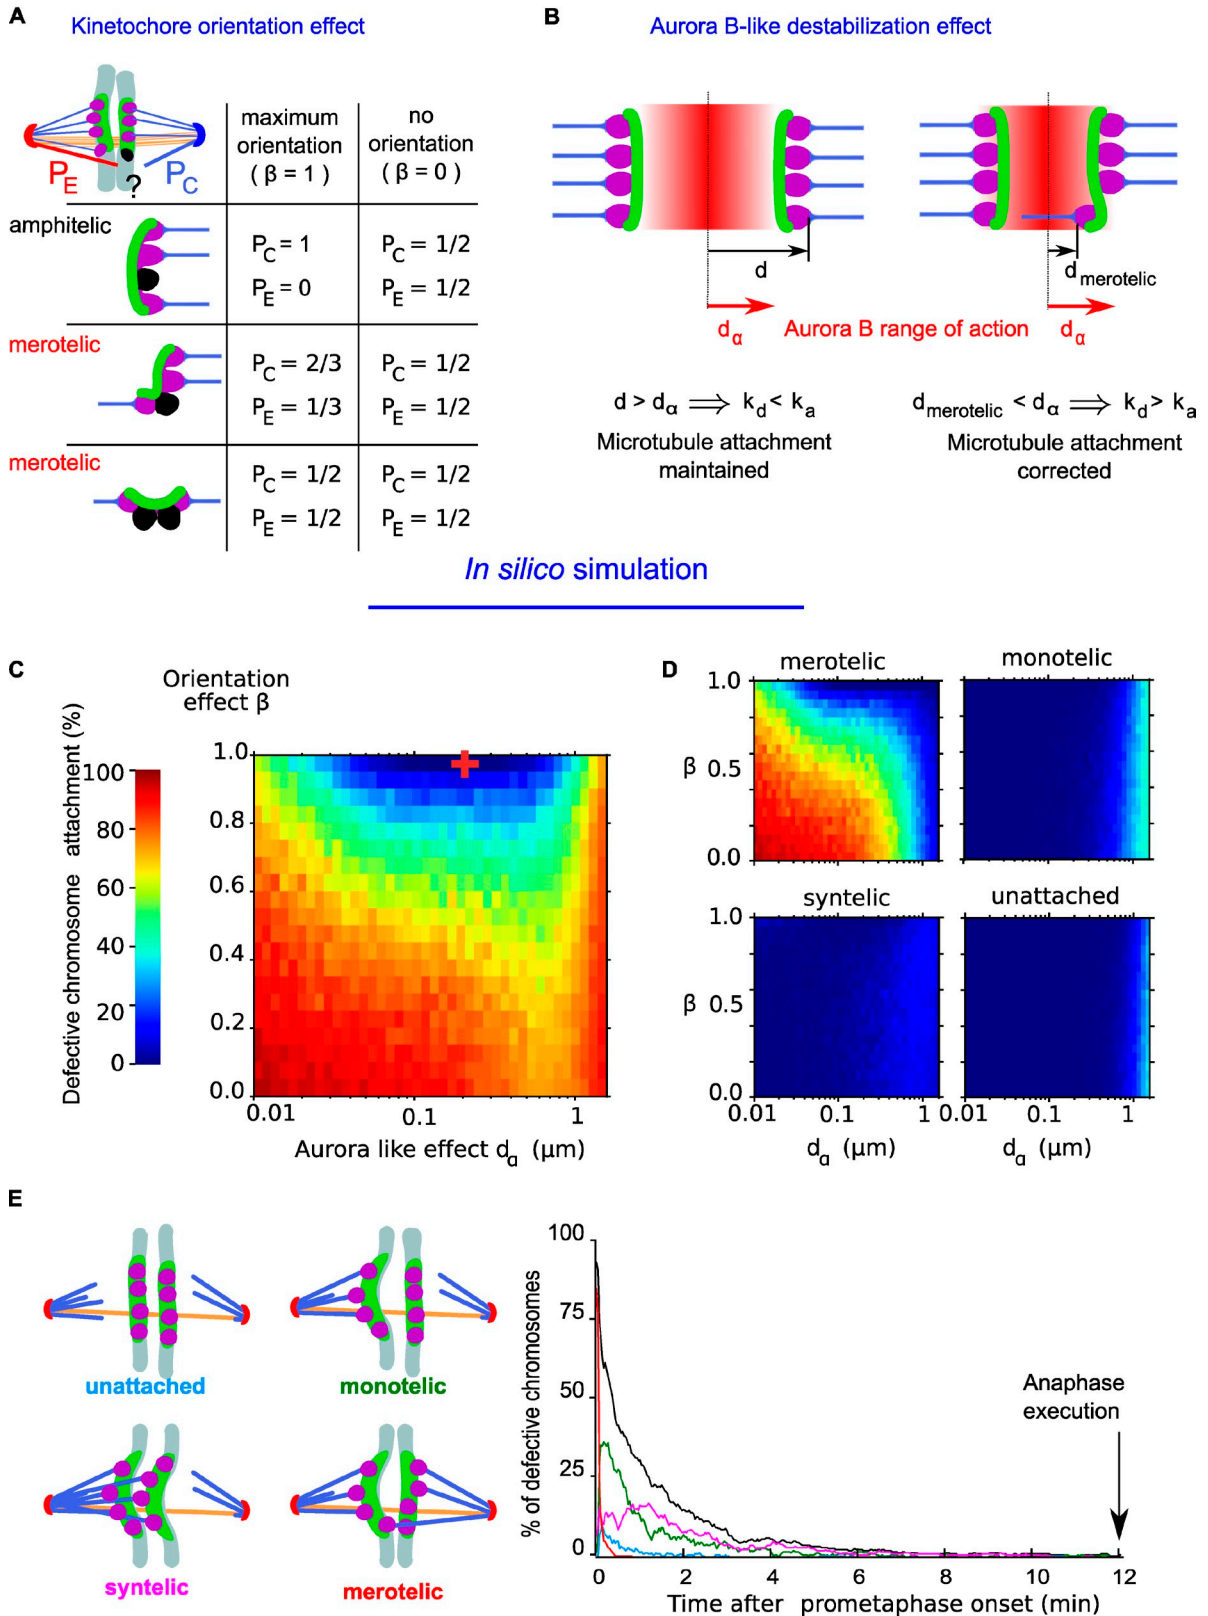 A
Kinetochore orientation effect
P_E
?
P_C
maximum
orientation
( β = 1 )
no
orientation
( β = 0 )
amphitelic
P_C = 1
P_E = 0
P_C = 1/2
P_E = 1/2
merotelic
P_C = 2/3
P_E = 1/3
P_C = 1/2
P_E = 1/2
merotelic
P_C = 1/2
P_E = 1/2
P_C = 1/2
P_E = 1/2
B
Aurora B-like destabilization effect
d
d_merotelic
d_α
Aurora B range of action
d_α
d > d_α ⟹ k_d < k_a
Microtubule attachment
maintained
d_merotelic < d_α ⟹ k_d > k_a
Microtubule attachment
corrected
In silico simulation
C
Orientation
effect β
Defective chromosome attachment (%)
100
80
60
40
20
0
1.0
0.8
0.6
0.4
0.2
0.0
0.01
0.1
1
Aurora like effect d_α (μm)
D
merotelic
monotelic
1.0
β 0.5
0.0
syntelic
unattached
1.0
β 0.5
0.0
0.01
0.1
1
0.01
0.1
1
d_α (μm)
d_α (μm)
E
unattached
monotelic
syntelic
merotelic
% of defective chromosomes
100
75
50
25
0
Anaphase
execution
0
2
4
6
8
10
12
Time after prometaphase onset (min)